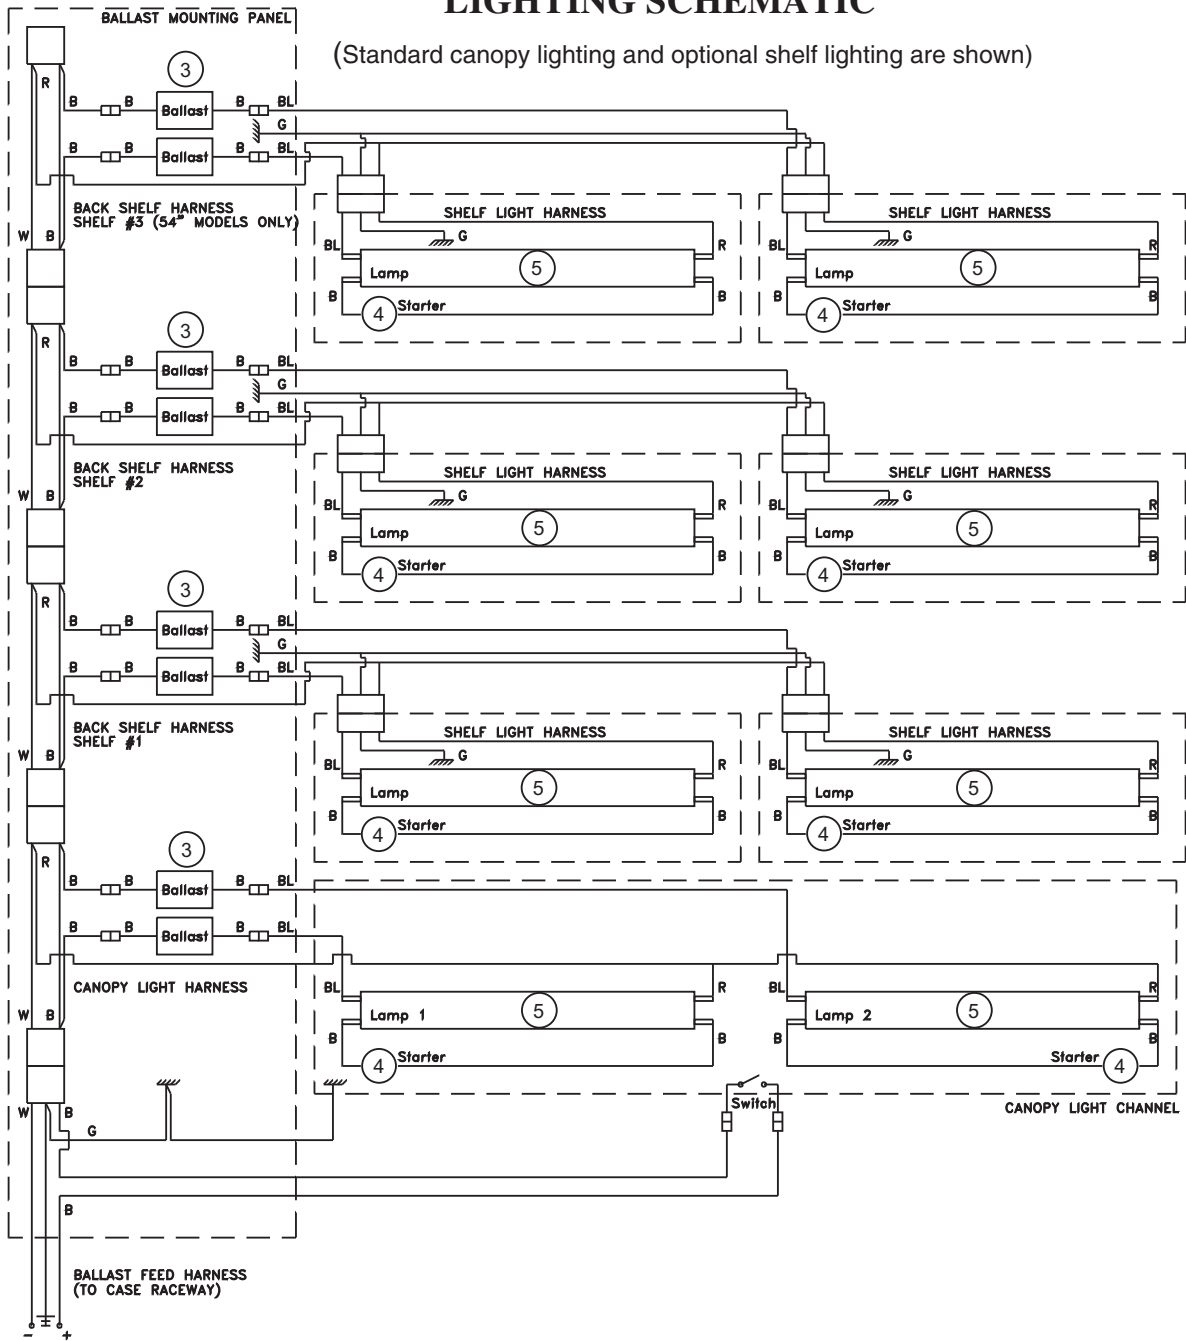 LIGHTING SCHEMATIC
BALLAST MOUNTING PANEL
(Standard canopy lighting and optional shelf lighting are shown)
3
R
B B Ballast B BL
G
B B Ballast B BL
BACK SHELF HARNESS
SHELF #3 (54" MODELS ONLY)
W B
SHELF LIGHT HARNESS SHELF LIGHT HARNESS
G G
BL R BL R
Lamp 5 Lamp 5
B B B B
4 Starter 4 Starter
3
R
B B Ballast B BL
G
B B Ballast B BL
BACK SHELF HARNESS
SHELF #2
W B
SHELF LIGHT HARNESS SHELF LIGHT HARNESS
G G
BL R BL R
Lamp 5 Lamp 5
B B B B
4 Starter 4 Starter
3
R
B B Ballast B BL
G
B B Ballast B BL
BACK SHELF HARNESS
SHELF #1
W B
SHELF LIGHT HARNESS SHELF LIGHT HARNESS
G G
BL R BL R
Lamp 5 Lamp 5
B B B B
4 Starter 4 Starter
3
R
B B Ballast B BL
B B Ballast B BL
CANOPY LIGHT HARNESS
BL R BL R
W B
Lamp 1 5 Lamp 2 5
B B B B
4 Starter Starter 4
Switch
CANOPY LIGHT CHANNEL
W B
G
B
BALLAST FEED HARNESS
(TO CASE RACEWAY)
- +